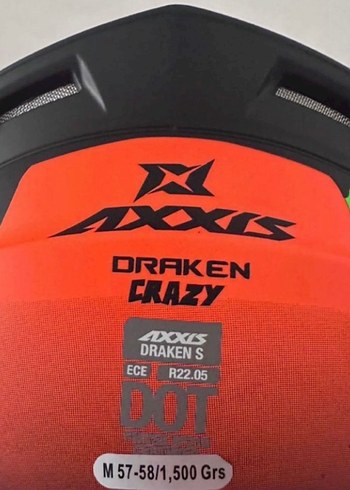 AXXIS
DRAKEN
CRAZY
AXXIS
DRAKEN S
ECE R22.05
DOT
M 57-58/1,500 Grs